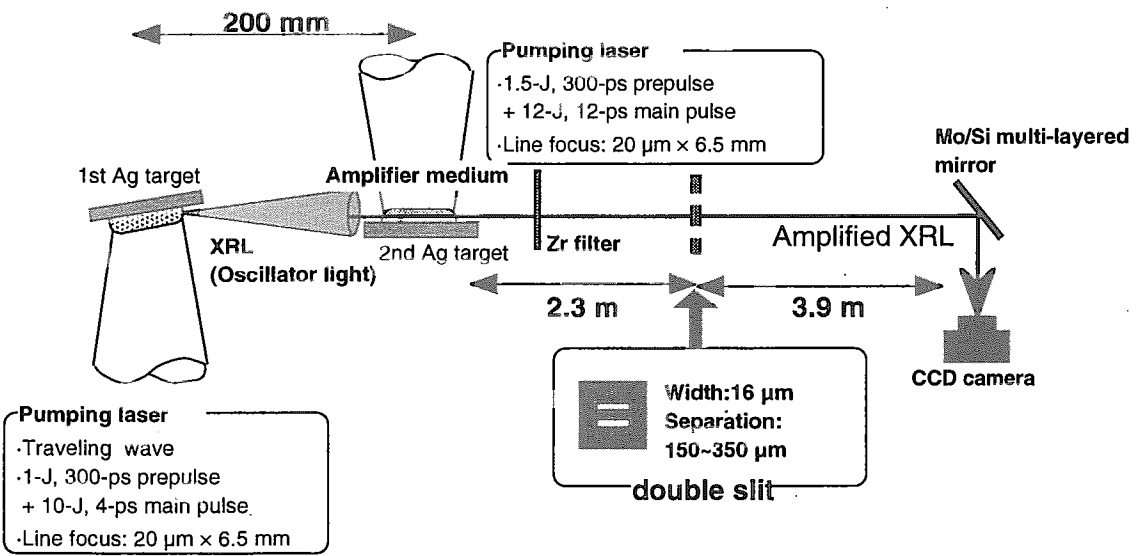 200 mm
Pumping laser
·1.5-J, 300-ps prepulse
+ 12-J, 12-ps main pulse
·Line focus: 20 µm × 6.5 mm
Mo/Si multi-layered
mirror
1st Ag target
Amplifier medium
XRL
(Oscillator light)
2nd Ag target
Zr filter
Amplified XRL
2.3 m
3.9 m
CCD camera
Width:16 µm
Separation:
150~350 µm
double slit
Pumping laser
·Traveling wave
·1-J, 300-ps prepulse
+ 10-J, 4-ps main pulse
·Line focus: 20 µm × 6.5 mm